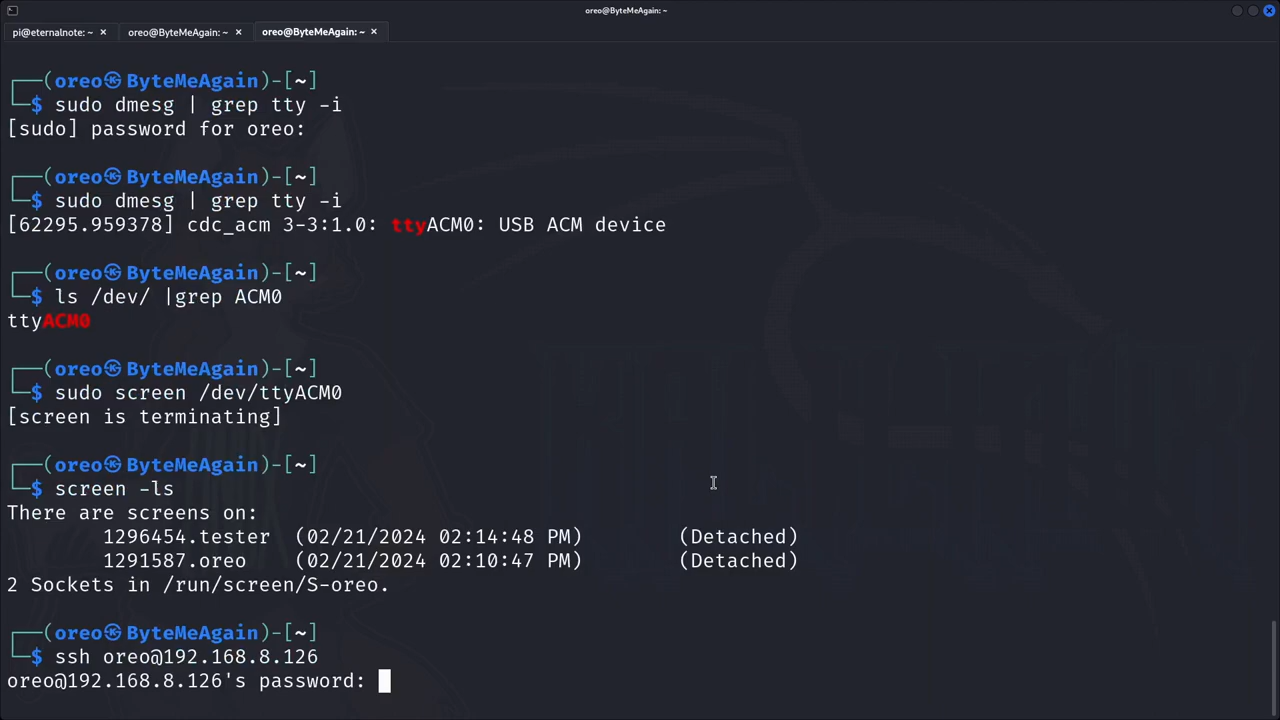 oreo@ByteMeAgain: ~
pi@eternalnote: ~ × oreo@ByteMeAgain: ~ × oreo@ByteMeAgain: ~ ×
┌──(oreo㉿ByteMeAgain)-[~]
└─$ sudo dmesg | grep tty -i
[sudo] password for oreo:
┌──(oreo㉿ByteMeAgain)-[~]
└─$ sudo dmesg | grep tty -i
[62295.959378] cdc_acm 3-3:1.0: ttyACM0: USB ACM device
┌──(oreo㉿ByteMeAgain)-[~]
└─$ ls /dev/ |grep ACM0
ttyACM0
┌──(oreo㉿ByteMeAgain)-[~]
└─$ sudo screen /dev/ttyACM0
[screen is terminating]
┌──(oreo㉿ByteMeAgain)-[~]
└─$ screen -ls
There are screens on:
1296454.tester (02/21/2024 02:14:48 PM) (Detached)
1291587.oreo (02/21/2024 02:10:47 PM) (Detached)
2 Sockets in /run/screen/S-oreo.
┌──(oreo㉿ByteMeAgain)-[~]
└─$ ssh oreo@192.168.8.126
oreo@192.168.8.126's password: